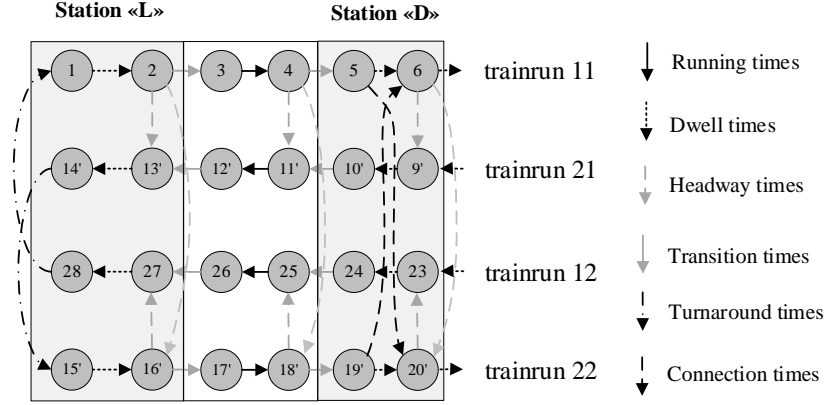 Station «L»
Station «D»
1 2 3 4 5 6 trainrun 11
14' 13' 12' 11' 10' 9' trainrun 21
28 27 26 25 24 23 trainrun 12
15' 16' 17' 18' 19' 20' trainrun 22
Running times
Dwell times
Headway times
Transition times
Turnaround times
Connection times